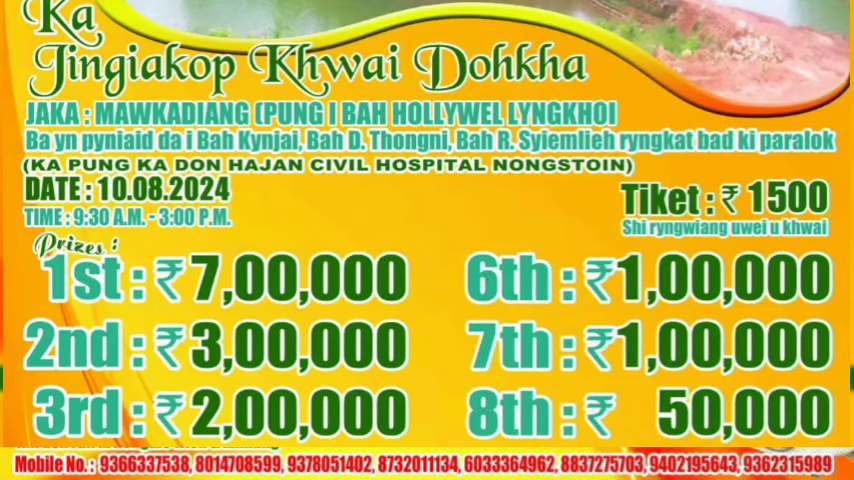 Ka
Jingiakop Khwai Dohkha
JAKA : MAWKADIANG (PUNG I BAH HOLLYWEL LYNGKHOI
Ba yn pyniaid da i Bah Kynjai, Bah D. Thongni, Bah R. Syiemlieh ryngkat bad ki paralok
(KA PUNG KA DON HAJAN CIVIL HOSPITAL NONGSTOIN)
DATE : 10.08.2024
TIME : 9:30 A.M. - 3:00 P.M.
Tiket : ₹ 1500
Shi ryngwiang uwei u khwai
Prizes :
1st : ₹ 7,00,000
2nd : ₹ 3,00,000
3rd : ₹ 2,00,000
6th : ₹ 1,00,000
7th : ₹ 1,00,000
8th : ₹ 50,000
Mobile No. : 9366337538, 8014708599, 9378051402, 8732011134, 6033364962, 8837275703, 9402195643, 9362315989